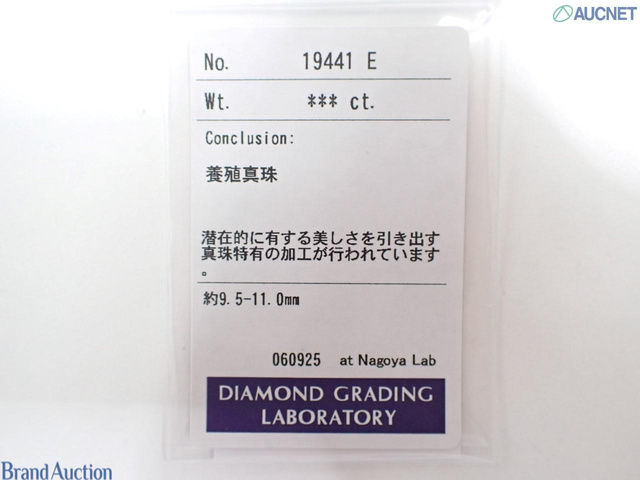 AUCNET
No. 19441 E
Wt. *** ct.
Conclusion:
養殖真珠
潜在的に有する美しさを引き出す
真珠特有の加工が行われています
。
約9.5-11.0mm
060925 at Nagoya Lab
DIAMOND GRADING
LABORATORY
Brand Auction